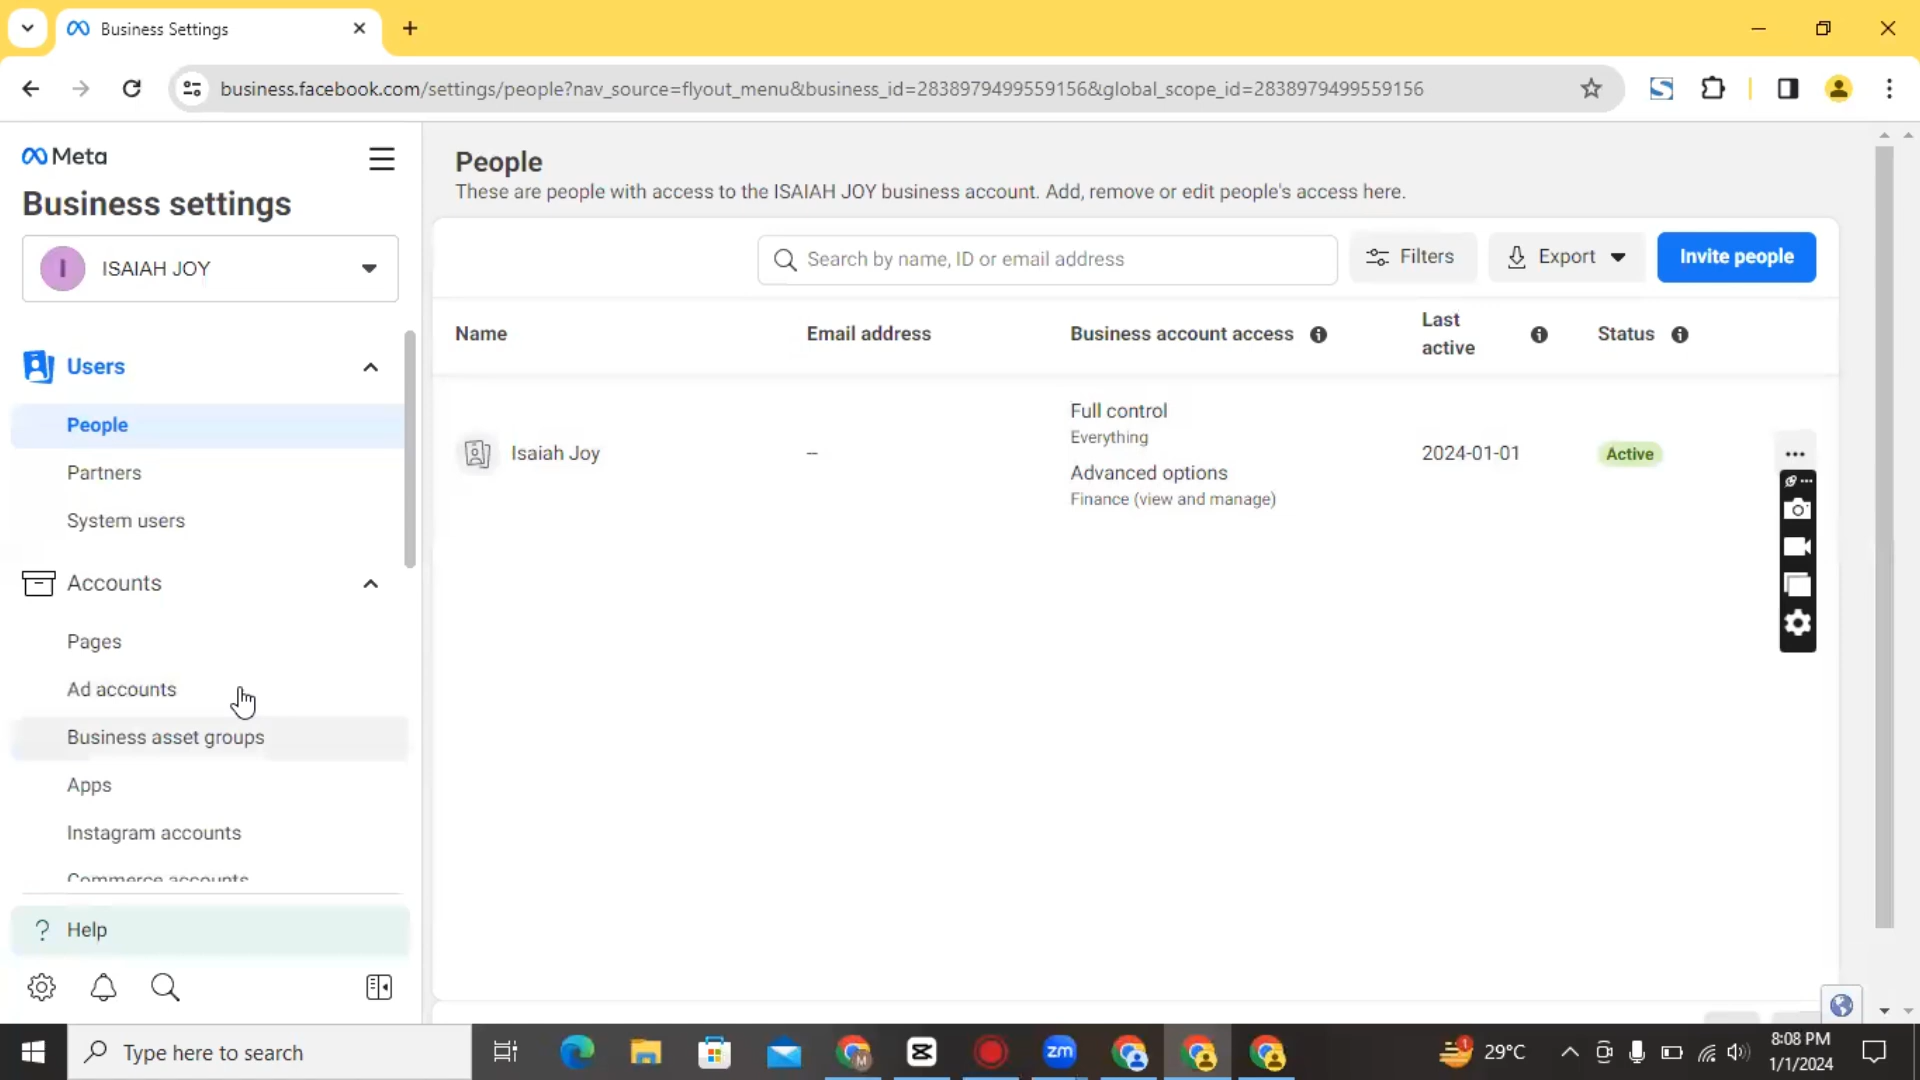 Business Settings
business.facebook.com/settings/people?nav_source=flyout_menu&business_id=2838979499559156&global_scope_id=2838979499559156
Meta
Business settings
I ISAIAH JOY
Users
People
Partners
System users
Accounts
Pages
Ad accounts
Business asset groups
Apps
Instagram accounts
Commerce accounts
? Help
People
These are people with access to the ISAIAH JOY business account. Add, remove or edit people's access here.
Search by name, ID or email address
Filters
Export
Invite people
Name Email address Business account access Last active Status
Isaiah Joy -- Full control
Everything
Advanced options
Finance (view and manage)
2024-01-01 Active
Type here to search
M
zm
1
29°C
8:08 PM
1/1/2024